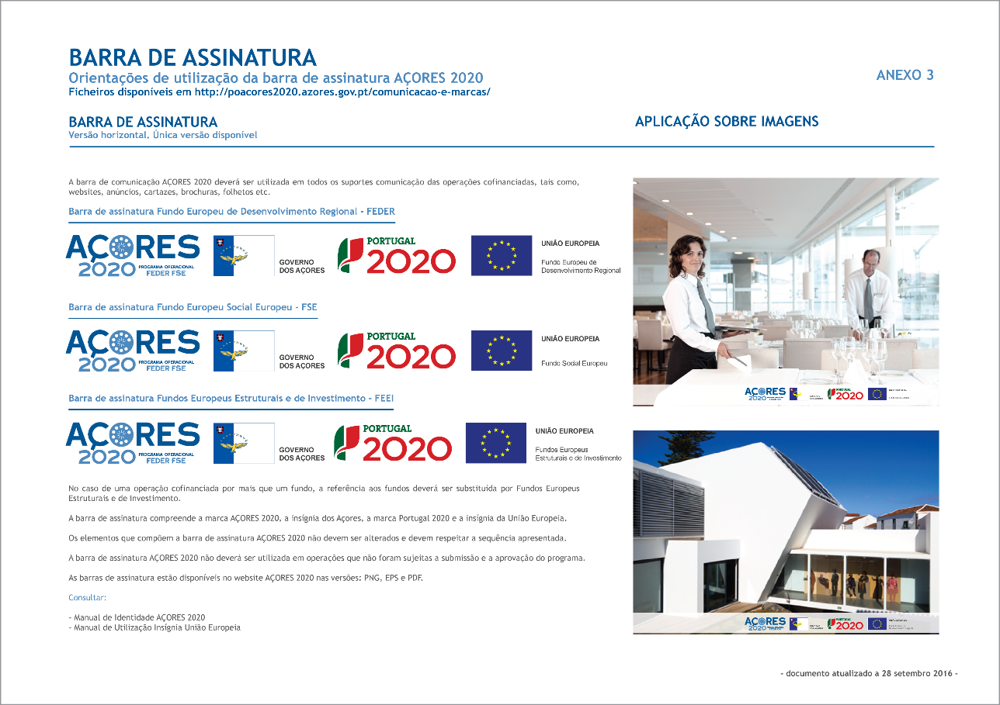 BARRA DE ASSINATURA
Orientações de utilização da barra de assinatura AÇORES 2020
Ficheiros disponíveis em http://poacores2020.azores.gov.pt/comunicacao-e-marcas/
ANEXO 3
BARRA DE ASSINATURA
Versão horizontal. Única versão disponível
APLICAÇÃO SOBRE IMAGENS
A barra de comunicação AÇORES 2020 deverá ser utilizada em todos os suportes comunicação das operações cofinanciadas, tais como,
websites, anúncios, cartazes, brochuras, folhetos etc.
Barra de assinatura Fundo Europeu de Desenvolvimento Regional - FEDER
AÇORES
2020 PROGRAMA OPERACIONAL
FEDER FSE
GOVERNO
DOS AÇORES
PORTUGAL
2020
UNIÃO EUROPEIA
Fundo Europeu de
Desenvolvimento Regional
Barra de assinatura Fundo Europeu Social Europeu - FSE
AÇORES
2020 PROGRAMA OPERACIONAL
FEDER FSE
GOVERNO
DOS AÇORES
PORTUGAL
2020
UNIÃO EUROPEIA
Fundo Social Europeu
Barra de assinatura Fundos Europeus Estruturais e de Investimento - FEEI
AÇORES
2020 PROGRAMA OPERACIONAL
FEDER FSE
GOVERNO
DOS AÇORES
PORTUGAL
2020
UNIÃO EUROPEIA
Fundos Europeus
Estruturais e de Investimento
No caso de uma operação cofinanciada por mais que um fundo, a referência aos fundos deverá ser substituída por Fundos Europeus
Estruturais e de Investimento.
A barra de assinatura compreende a marca AÇORES 2020, a insígnia dos Açores, a marca Portugal 2020 e a insígnia da União Europeia.
Os elementos que compõem a barra de assinatura AÇORES 2020 não devem ser alterados e devem respeitar a sequência apresentada.
A barra de assinatura AÇORES 2020 não deverá ser utilizada em operações que não foram sujeitas a submissão e a aprovação do programa.
As barras de assinatura estão disponíveis no website AÇORES 2020 nas versões: PNG, EPS e PDF.
Consultar:
- Manual de Identidade AÇORES 2020
- Manual de Utilização Insígnia União Europeia
AÇORES
2020
PORTUGAL
2020
AÇORES
2020
PORTUGAL
2020
- documento atualizado a 28 setembro 2016 -